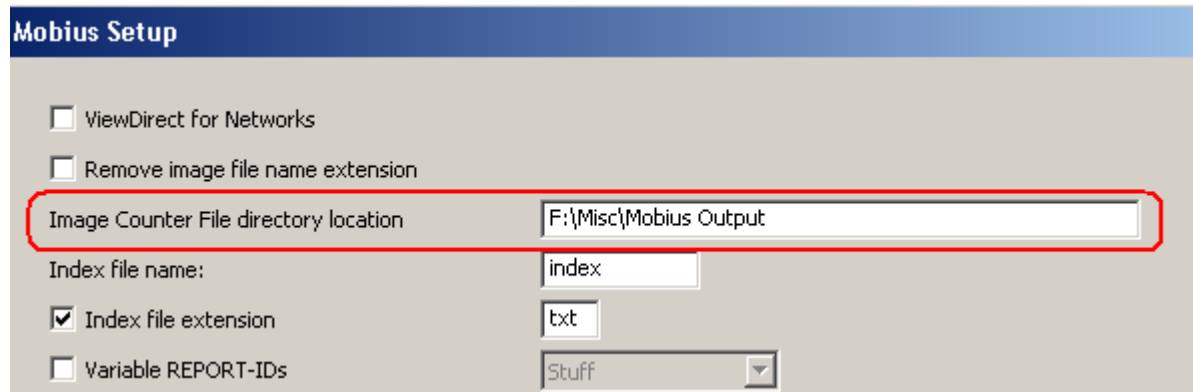 Mobius Setup
ViewDirect for Networks
Remove image file name extension
Image Counter File directory location F:\Misc\Mobius Output
Index file name: index
Index file extension txt
Variable REPORT-IDs Stuff